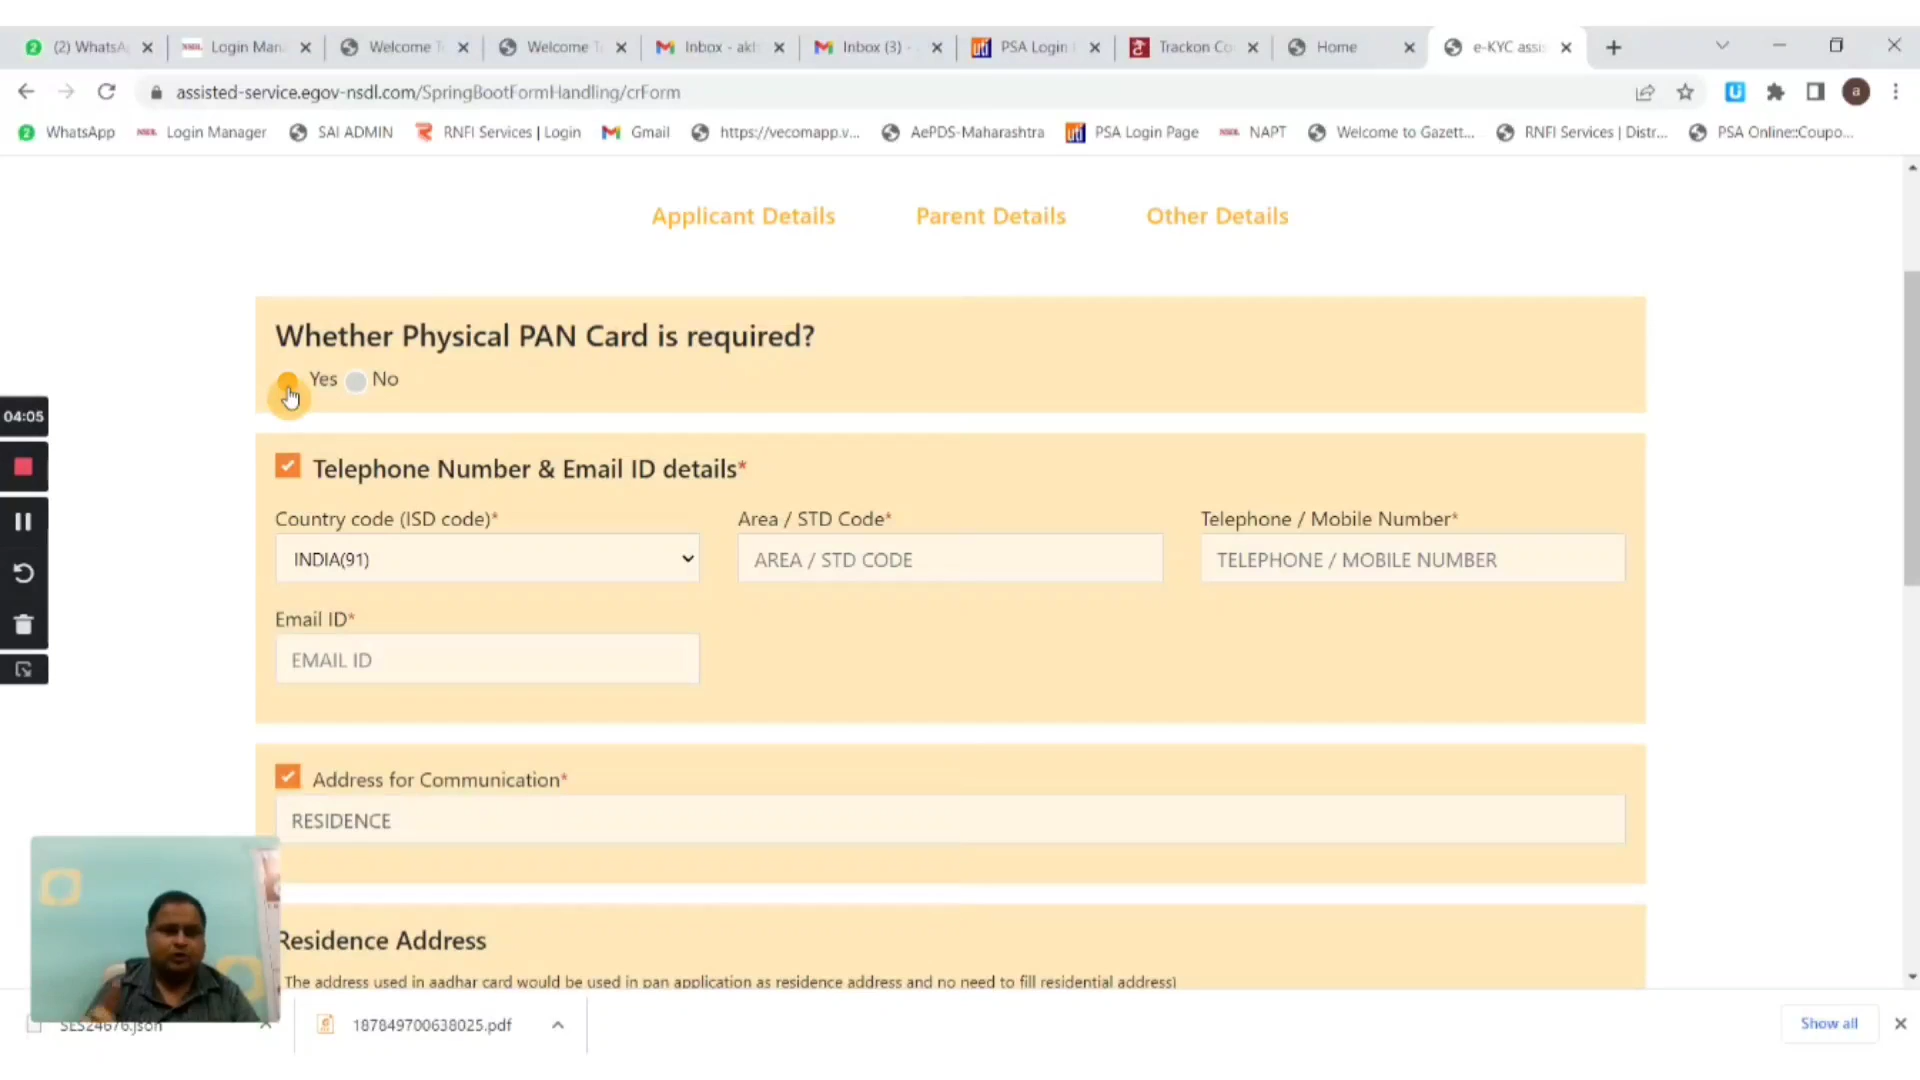 (2) WhatsA
Login Man
Welcome T
Welcome T
Inbox - akl
Inbox (3) -
PSA Login
Trackon Co
Home
e-KYC assi
assisted-service.egov-nsdl.com/SpringBootFormHandling/crForm
WhatsApp
Login Manager
SAI ADMIN
RNFI Services | Login
Gmail
https://vecomapp.v...
AePDS-Maharashtra
PSA Login Page
NAPT
Welcome to Gazett...
RNFI Services | Distr...
PSA Online::Coupo...
Applicant Details
Parent Details
Other Details
Whether Physical PAN Card is required?
Yes No
04:05
Telephone Number & Email ID details*
Country code (ISD code)*
Area / STD Code*
Telephone / Mobile Number*
INDIA(91)
AREA / STD CODE
TELEPHONE / MOBILE NUMBER
Email ID*
EMAIL ID
Address for Communication*
RESIDENCE
Residence Address
The address used in aadhar card would be used in pan application as residence address and no need to fill residential address)
SES24676.json
187849700638025.pdf
Show all